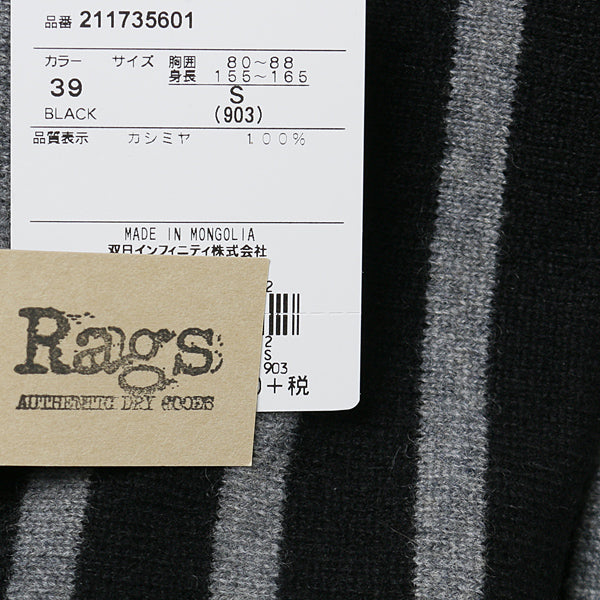 品番 211735601
カラー サイズ 胸囲 80～88
身長 155～165
39 S
BLACK (903)
品質表示 カシミヤ 100%
MADE IN MONGOLIA
双日インフィニティ株式会社
2
2
S
903
Rags
AUTHENTIC DRY GOODS
)+税